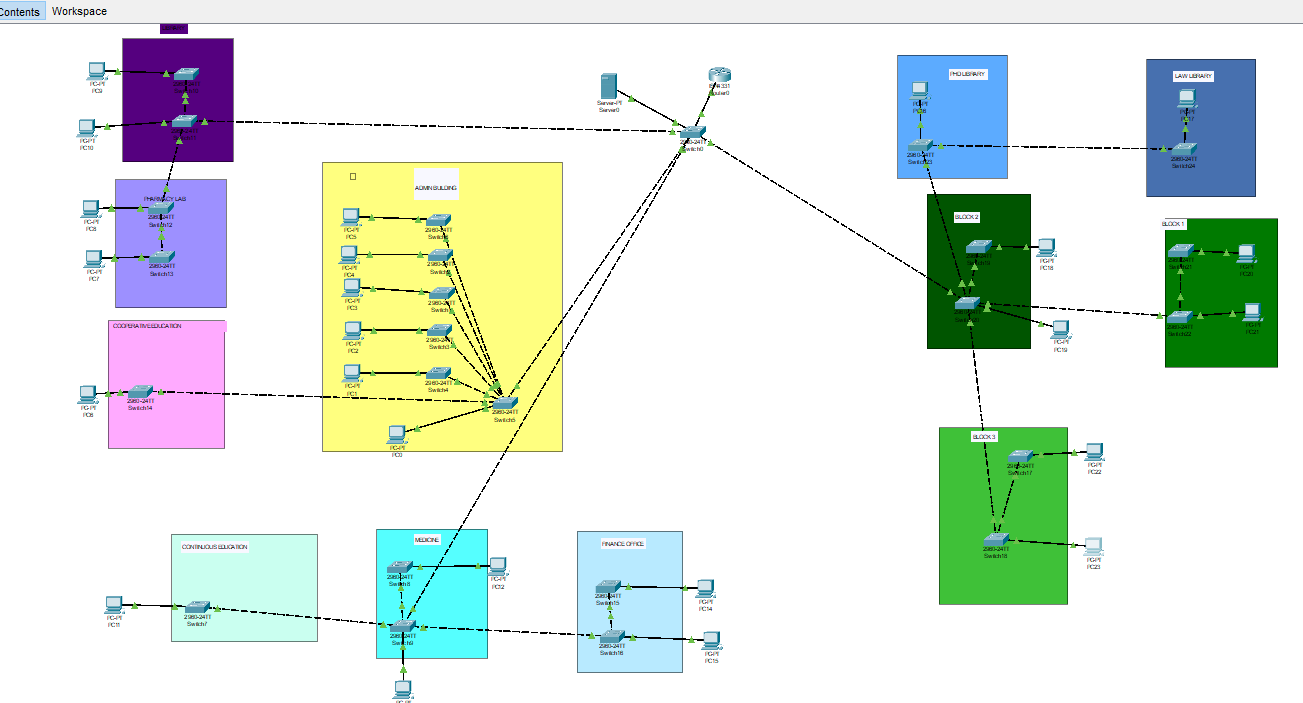 Contents Workspace
PC-PT
PC9
PC-PT
PC10
PHARMACY LAB
2960-24TT
Switch12
PC-PT
PC8
2960-24TT
Switch13
PC-PT
PC7
COOPERATIVE EDUCATION
2960-24TT
Switch14
PC-PT
PC6
Server-PT
Server0
2960-24TT
Switch0
ADMIN BUILDING
PC-PT
PC5
2960-24TT
PC-PT
PC4
2960-24TT
PC-PT
PC3
2960-24TT
PC-PT
PC2
2960-24TT
Switch3
PC-PT
PC1
2960-24TT
Switch4
2960-24TT
Switch5
PC-PT
PC0
PHD LIBRARY
PC-PT
2960-24TT
Switch23
LAW LIBRARY
PC-PT
2960-24TT
Switch24
BLOCK 2
2960-24TT
PC-PT
PC18
PC-PT
PC19
BLOCK 1
2960-24TT
Switch21
PC-PT
PC20
2960-24TT
Switch22
PC-PT
PC21
BLOCK 3
2960-24TT
Switch17
PC-PT
PC22
2960-24TT
Switch18
PC-PT
PC23
CONTINUOUS EDUCATION
PC-PT
PC11
2960-24TT
Switch7
MEDICINE
2960-24TT
Switch8
PC-PT
PC12
2960-24TT
Switch9
FINANCE OFFICE
2960-24TT
Switch15
PC-PT
PC14
2960-24TT
Switch16
PC-PT
PC15